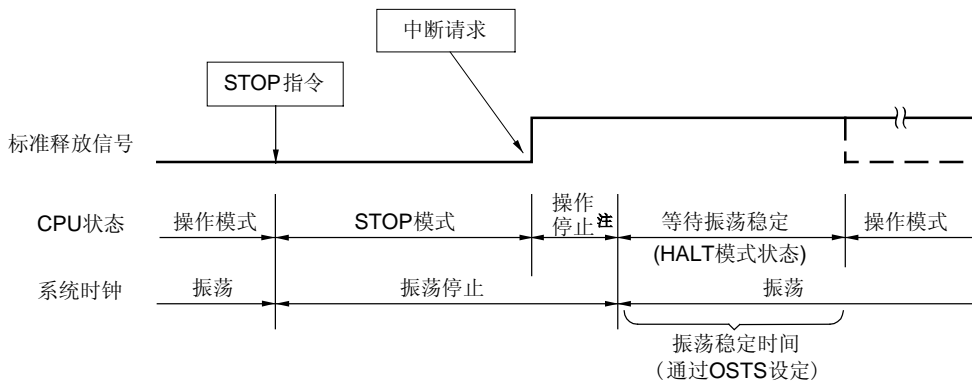 中断请求
STOP指令
标准释放信号
CPU状态
操作模式
STOP模式
操作
停止注
等待振荡稳定
(HALT模式状态)
操作模式
系统时钟
振荡
振荡停止
振荡
振荡稳定时间
（通过OSTS设定）